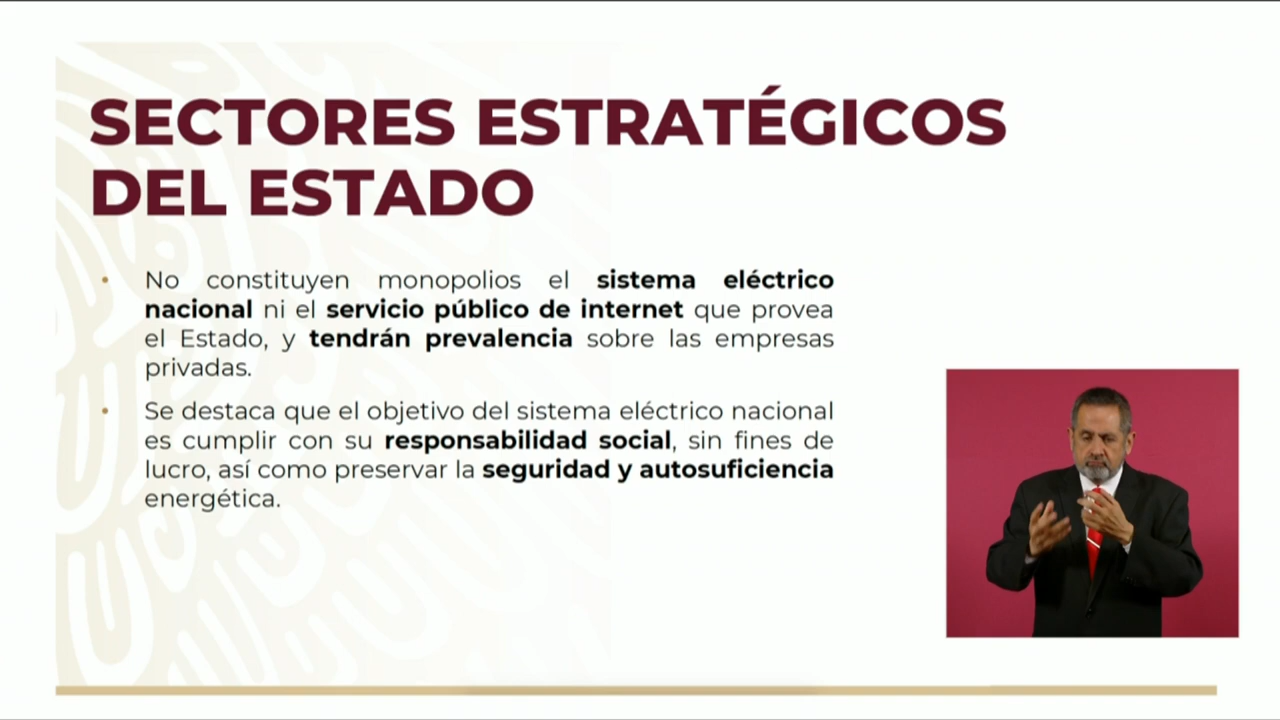 SECTORES ESTRATÉGICOS
DEL ESTADO
• No constituyen monopolios el sistema eléctrico
nacional ni el servicio público de internet que provea
el Estado, y tendrán prevalencia sobre las empresas
privadas.
• Se destaca que el objetivo del sistema eléctrico nacional
es cumplir con su responsabilidad social, sin fines de
lucro, así como preservar la seguridad y autosuficiencia
energética.